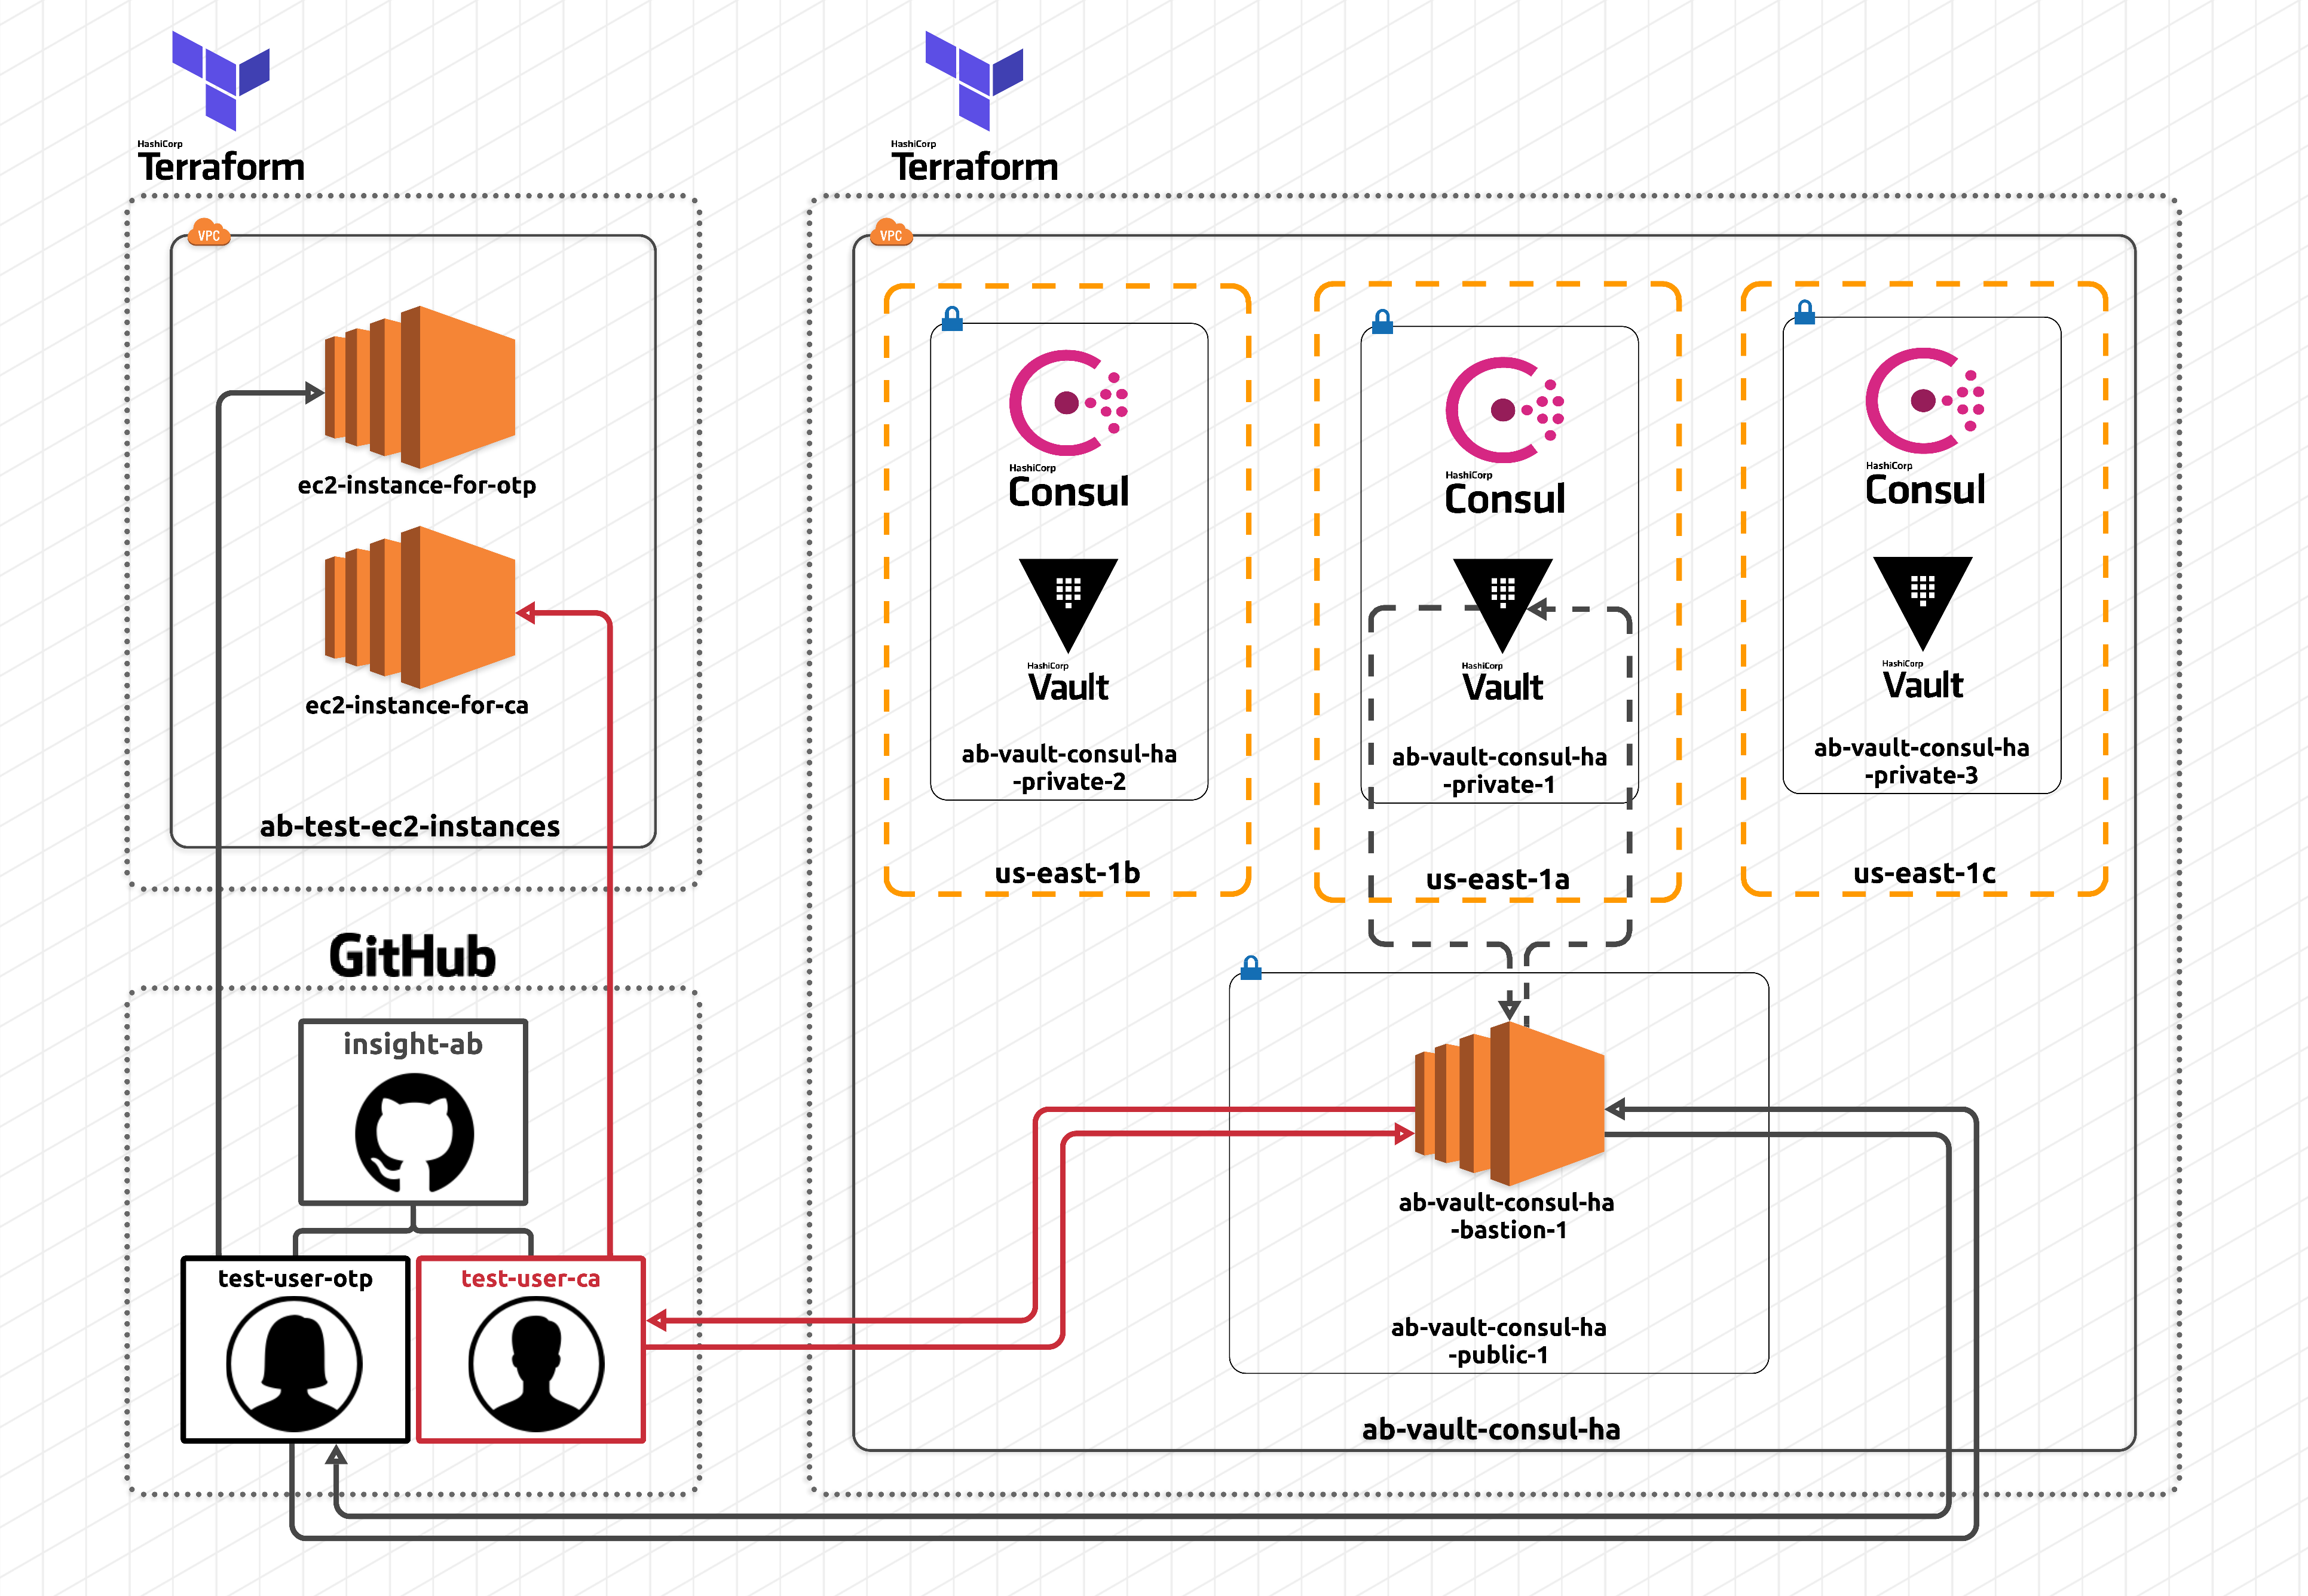 HashiCorp
Terraform
HashiCorp
Terraform
VPC
ec2-instance-for-otp
ec2-instance-for-ca
ab-test-ec2-instances
VPC
HashiCorp
Consul
HashiCorp
Vault
ab-vault-consul-ha
-private-2
us-east-1b
HashiCorp
Consul
HashiCorp
Vault
ab-vault-consul-ha
-private-1
us-east-1a
HashiCorp
Consul
HashiCorp
Vault
ab-vault-consul-ha
-private-3
us-east-1c
GitHub
insight-ab
test-user-otp
test-user-ca
ab-vault-consul-ha
-bastion-1
ab-vault-consul-ha
-public-1
ab-vault-consul-ha